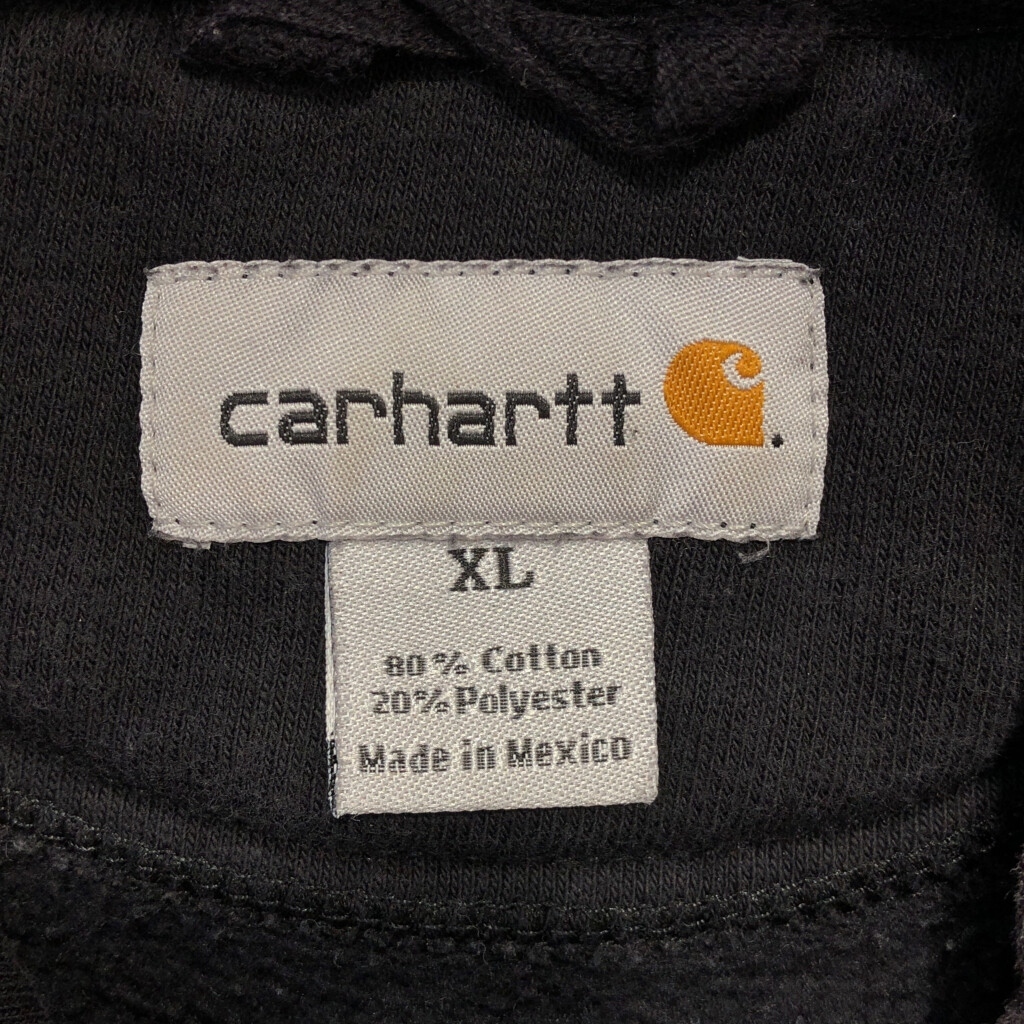 carhartt
XL
80% Cotton
20% Polyester
Made in Mexico